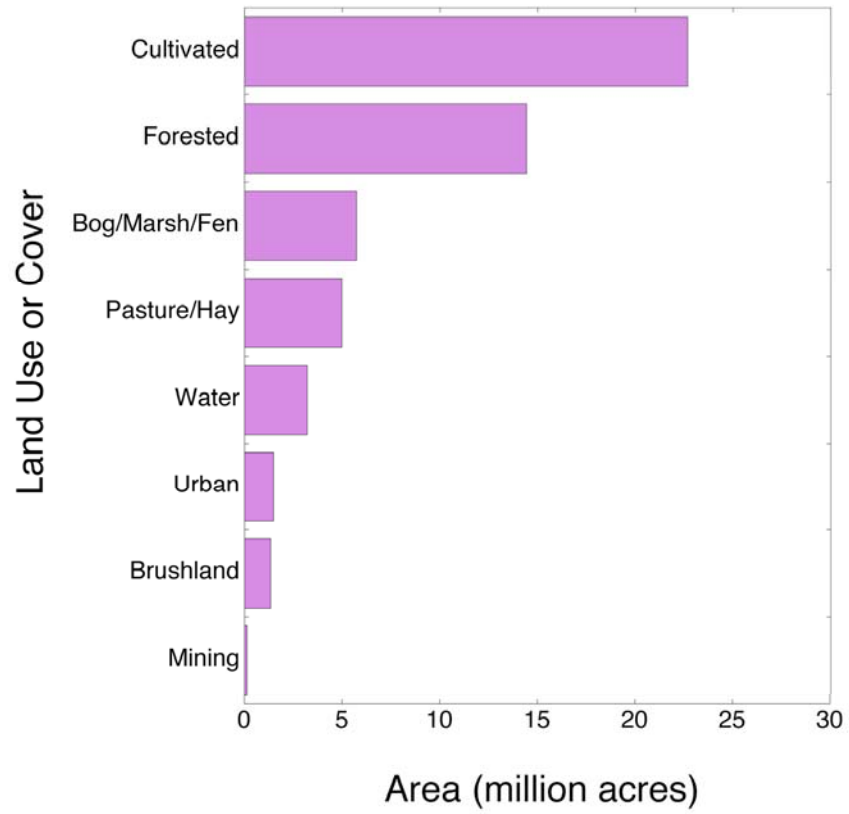 Land Use or Cover
Cultivated
Forested
Bog/Marsh/Fen
Pasture/Hay
Water
Urban
Brushland
Mining
0 5 10 15 20 25 30
Area (million acres)